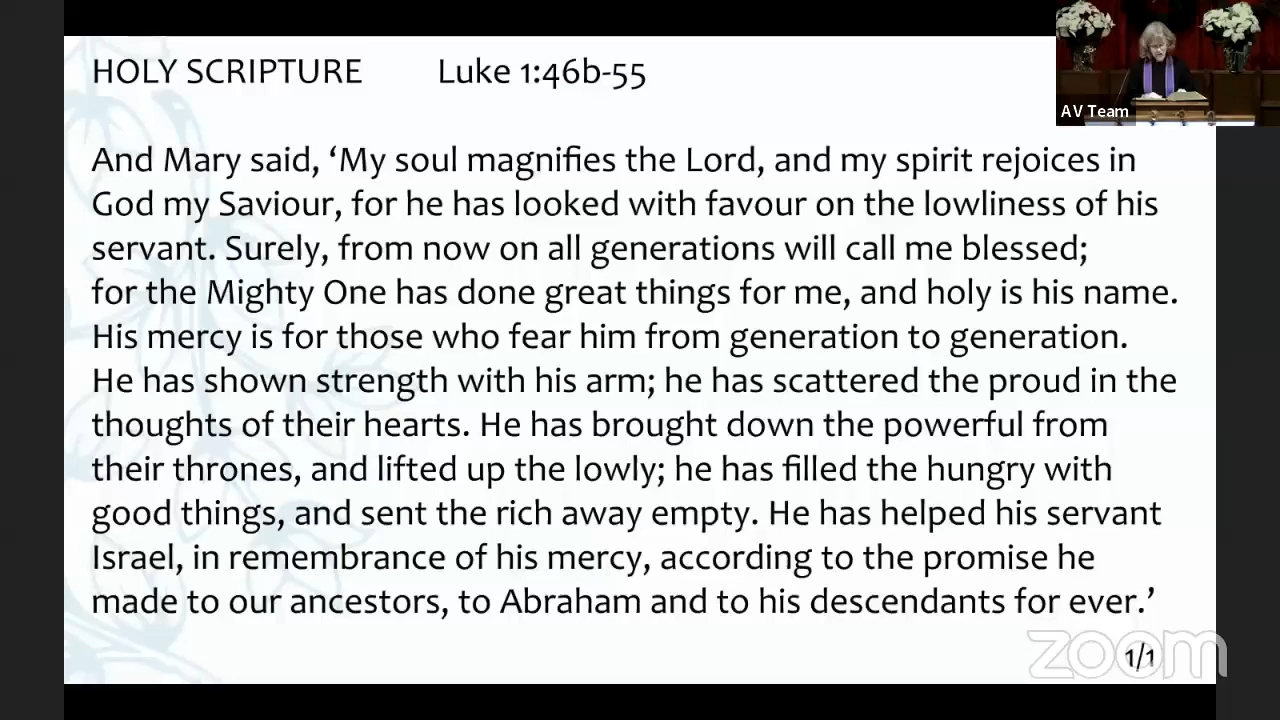 HOLY SCRIPTURE Luke 1:46b-55
AV Team
And Mary said, ‘My soul magnifies the Lord, and my spirit rejoices in
God my Saviour, for he has looked with favour on the lowliness of his
servant. Surely, from now on all generations will call me blessed;
for the Mighty One has done great things for me, and holy is his name.
His mercy is for those who fear him from generation to generation.
He has shown strength with his arm; he has scattered the proud in the
thoughts of their hearts. He has brought down the powerful from
their thrones, and lifted up the lowly; he has filled the hungry with
good things, and sent the rich away empty. He has helped his servant
Israel, in remembrance of his mercy, according to the promise he
made to our ancestors, to Abraham and to his descendants for ever.’
zoom
1/1